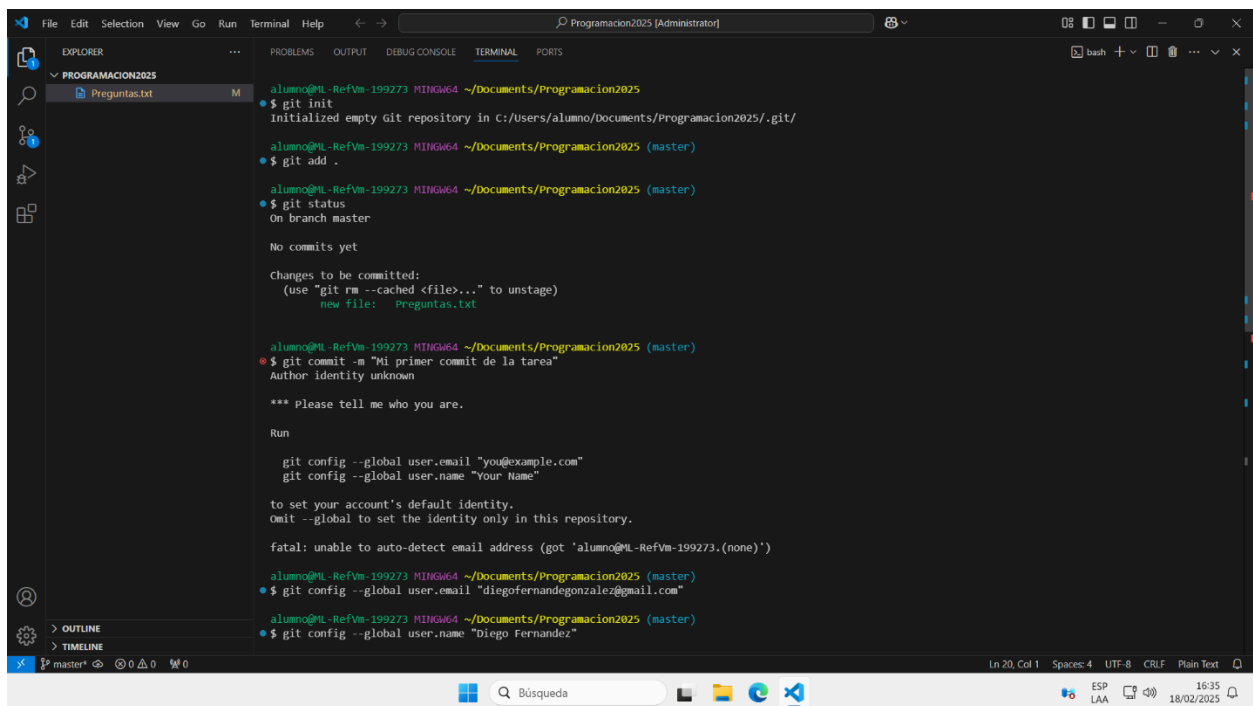 File Edit Selection View Go Run Terminal Help
Programacion2025 [Administrator]
EXPLORER
PROGRAMACION2025
Preguntas.txt M
OUTLINE
TIMELINE
PROBLEMS OUTPUT DEBUG CONSOLE TERMINAL PORTS
bash
alumno@ML-RefVm-199273 MINGW64 ~/Documents/Programacion2025
$ git init
Initialized empty Git repository in C:/Users/alumno/Documents/Programacion2025/.git/
alumno@ML-RefVm-199273 MINGW64 ~/Documents/Programacion2025 (master)
$ git add .
alumno@ML-RefVm-199273 MINGW64 ~/Documents/Programacion2025 (master)
$ git status
On branch master
No commits yet
Changes to be committed:
(use "git rm --cached <file>..." to unstage)
new file: Preguntas.txt
alumno@ML-RefVm-199273 MINGW64 ~/Documents/Programacion2025 (master)
$ git commit -m "Mi primer commit de la tarea"
Author identity unknown
*** Please tell me who you are.
Run
git config --global user.email "you@example.com"
git config --global user.name "Your Name"
to set your account's default identity.
Omit --global to set the identity only in this repository.
fatal: unable to auto-detect email address (got 'alumno@ML-RefVm-199273.(none)')
alumno@ML-RefVm-199273 MINGW64 ~/Documents/Programacion2025 (master)
$ git config --global user.email "diegofernandegonzalez@gmail.com"
alumno@ML-RefVm-199273 MINGW64 ~/Documents/Programacion2025 (master)
$ git config --global user.name "Diego Fernandez"
master* 0 0 0
Ln 20, Col 1 Spaces: 4 UTF-8 CRLF Plain Text
Búsqueda
ESP
LAA
16:35
18/02/2025